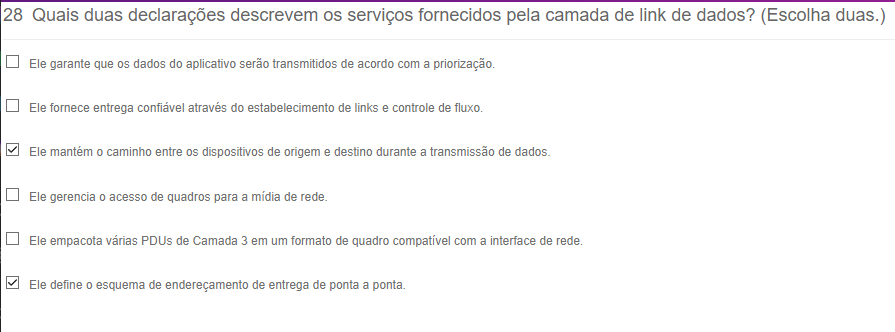 28 Quais duas declarações descrevem os serviços fornecidos pela camada de link de dados? (Escolha duas.)
Ele garante que os dados do aplicativo serão transmitidos de acordo com a priorização.
Ele fornece entrega confiável através do estabelecimento de links e controle de fluxo.
Ele mantém o caminho entre os dispositivos de origem e destino durante a transmissão de dados.
Ele gerencia o acesso de quadros para a mídia de rede.
Ele empacota várias PDUs de Camada 3 em um formato de quadro compatível com a interface de rede.
Ele define o esquema de endereçamento de entrega de ponta a ponta.